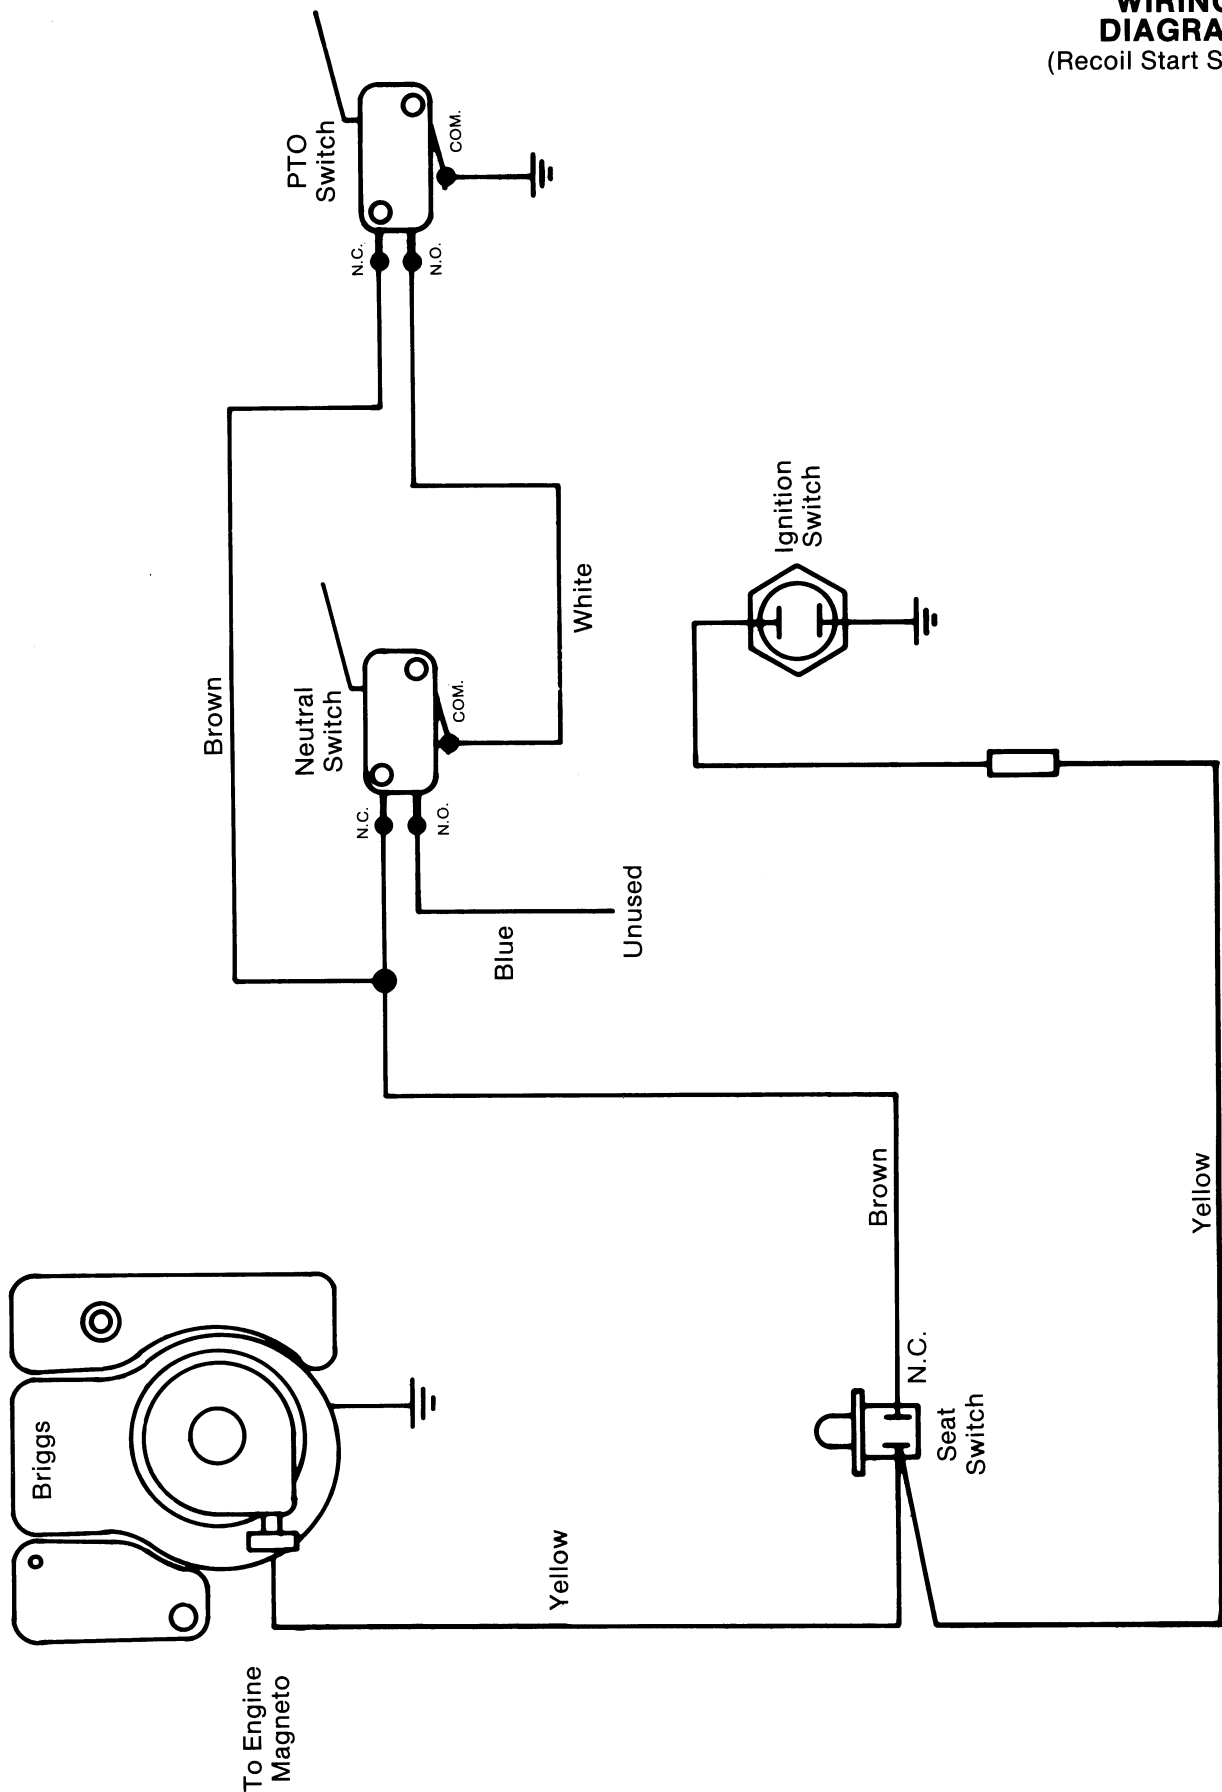 WIRING
DIAGRA
(Recoil Start S
PTO
Switch
COM.
N.C.
N.O.
Brown
White
Neutral
Switch
COM.
N.C.
N.O.
Blue
Unused
Ignition
Switch
Brown
Yellow
N.C.
Seat
Switch
Briggs
Yellow
To Engine
Magneto